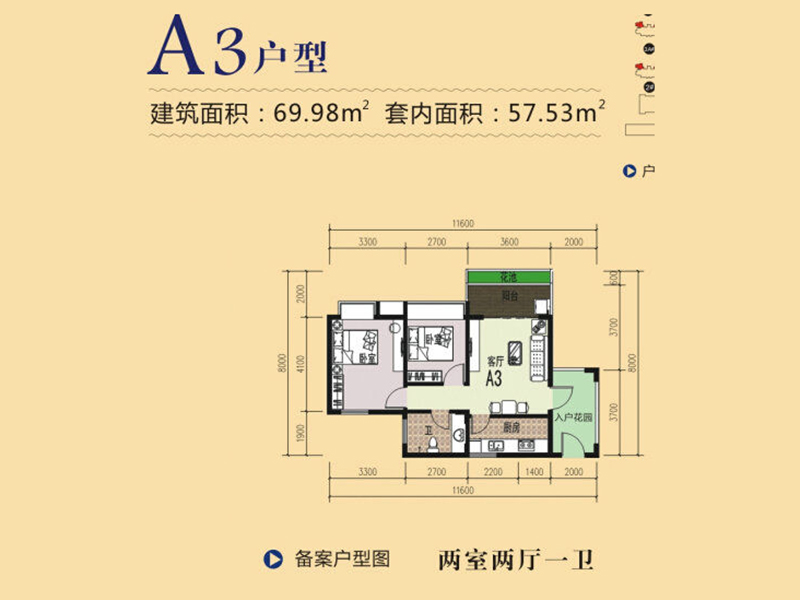 A3户型
建筑面积：69.98m² 套内面积：57.53m²
2#
户
11600
3300 2700 3600 2000
花池
阳台
600
2000
3700
卧室
卧室
客厅
A3
8000
4100
8000
入户花园
3700
卫
厨房
1900
3300 2700 2200 1400 2000
11600
备案户型图 两室两厅一卫